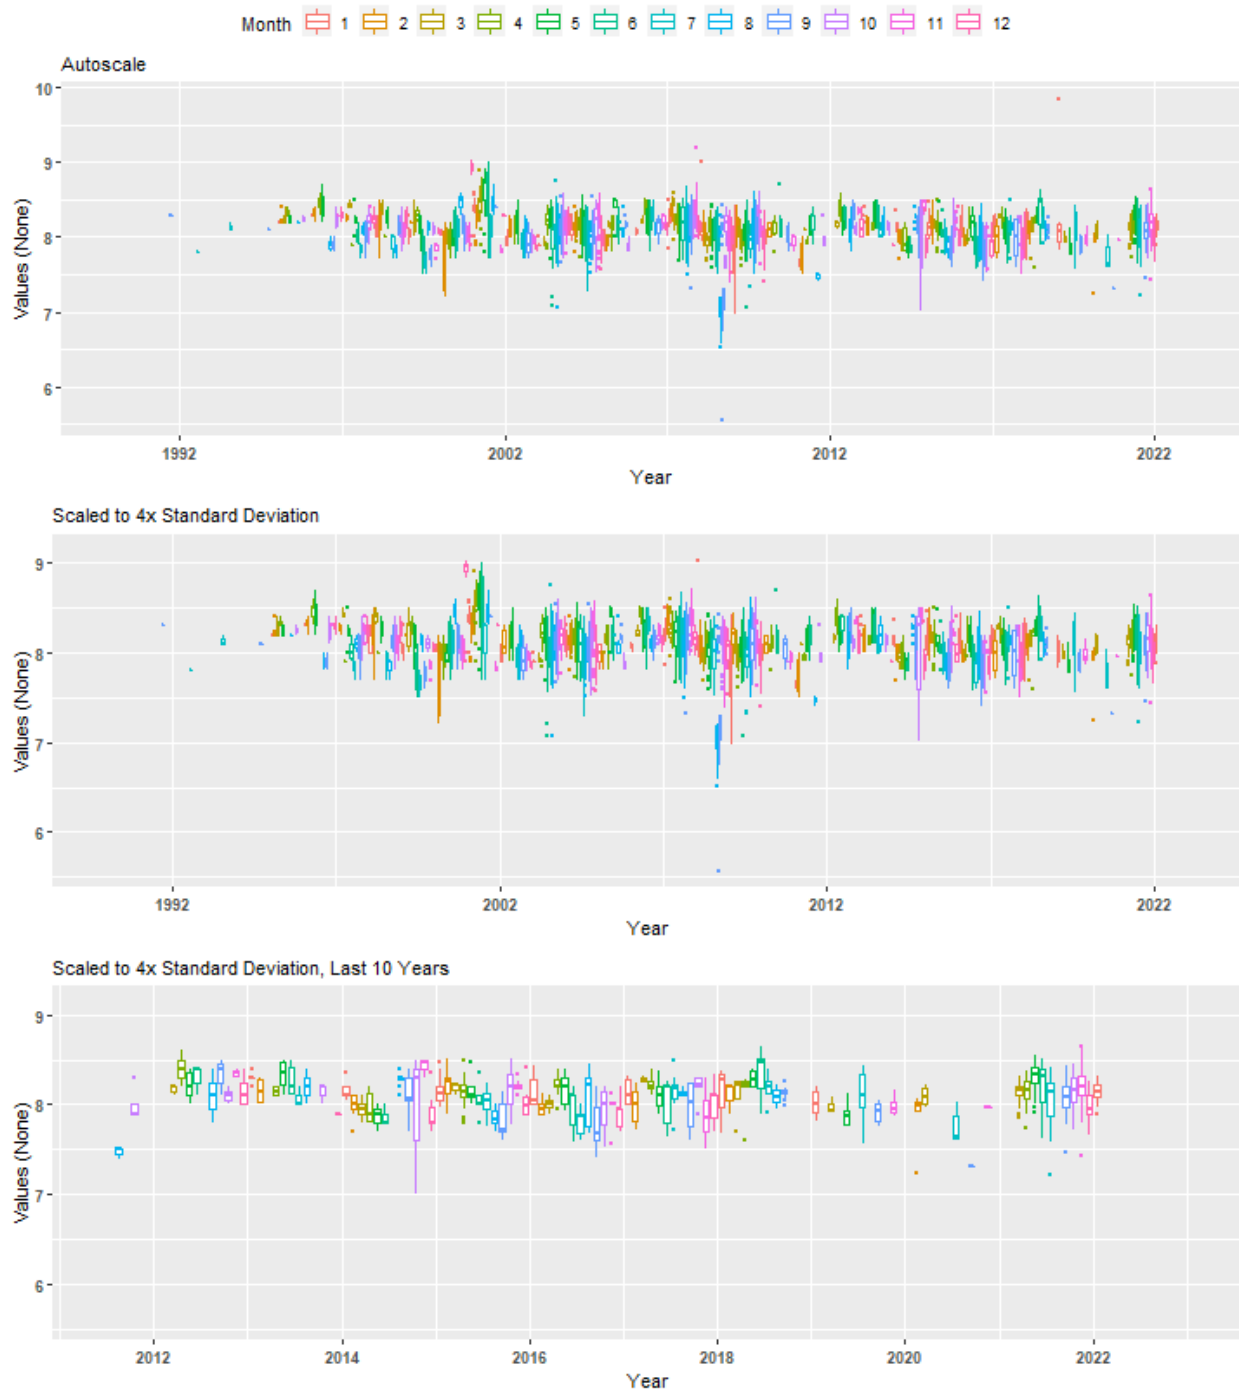 Month 1 2 3 4 5 6 7 8 9 10 11 12
Autoscale
10
9
8
7
6
Values (None)
1992 2002 2012 2022
Year
Scaled to 4x Standard Deviation
9
8
7
6
Values (None)
1992 2002 2012 2022
Year
Scaled to 4x Standard Deviation, Last 10 Years
9
8
7
6
Values (None)
2012 2014 2016 2018 2020 2022
Year